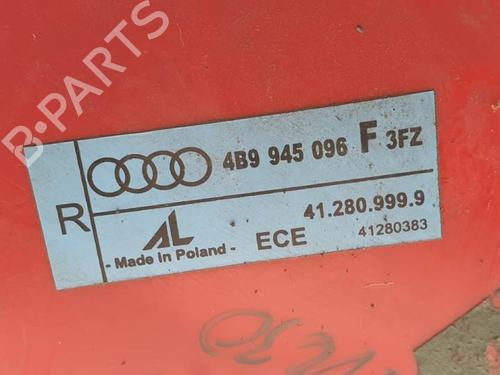 B-PARTS
R
4B9 945 096 F 3FZ
AL
- Made In Poland -
ECE
41.280.999.9
41280383